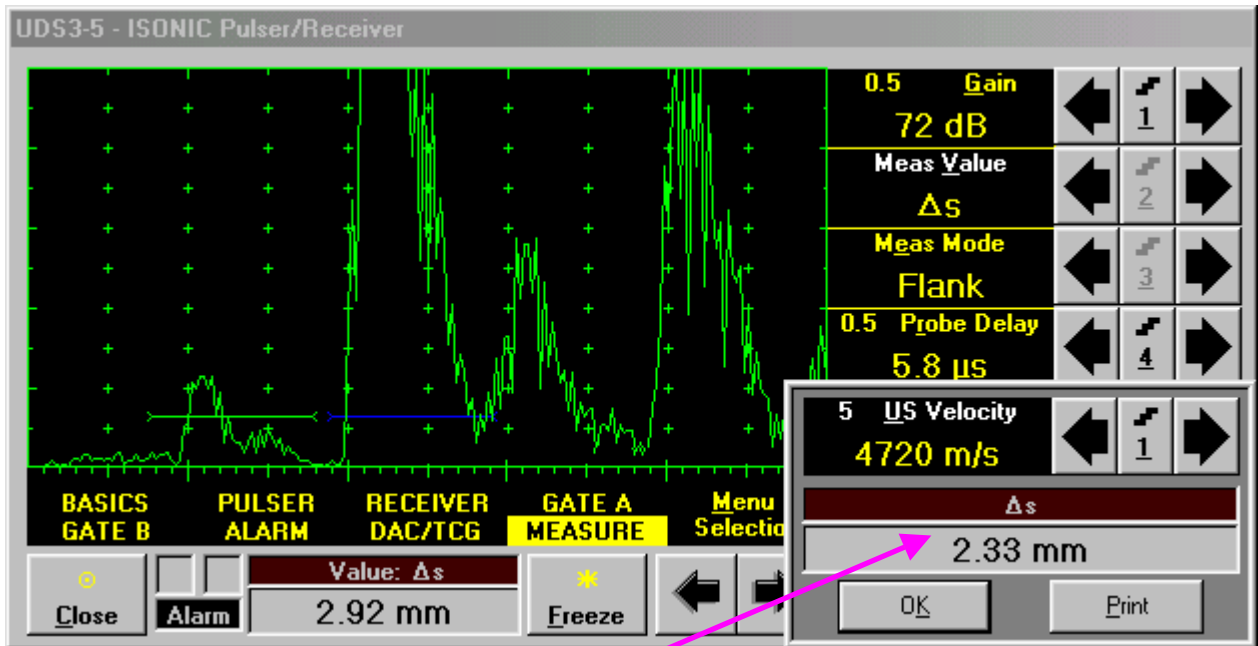 UDS3-5 - ISONIC Pulser/Receiver
0.5 Gain
72 dB
1
Meas Value
Δs
2
Meas Mode
Flank
3
0.5 Probe Delay
5.8 µs
4
5 US Velocity
4720 m/s
1
Δs
2.33 mm
OK
Print
BASICS PULSER RECEIVER GATE A Menu
GATE B ALARM DAC/TCG MEASURE Selectio
Close
Alarm
Value: Δs
2.92 mm
Freeze